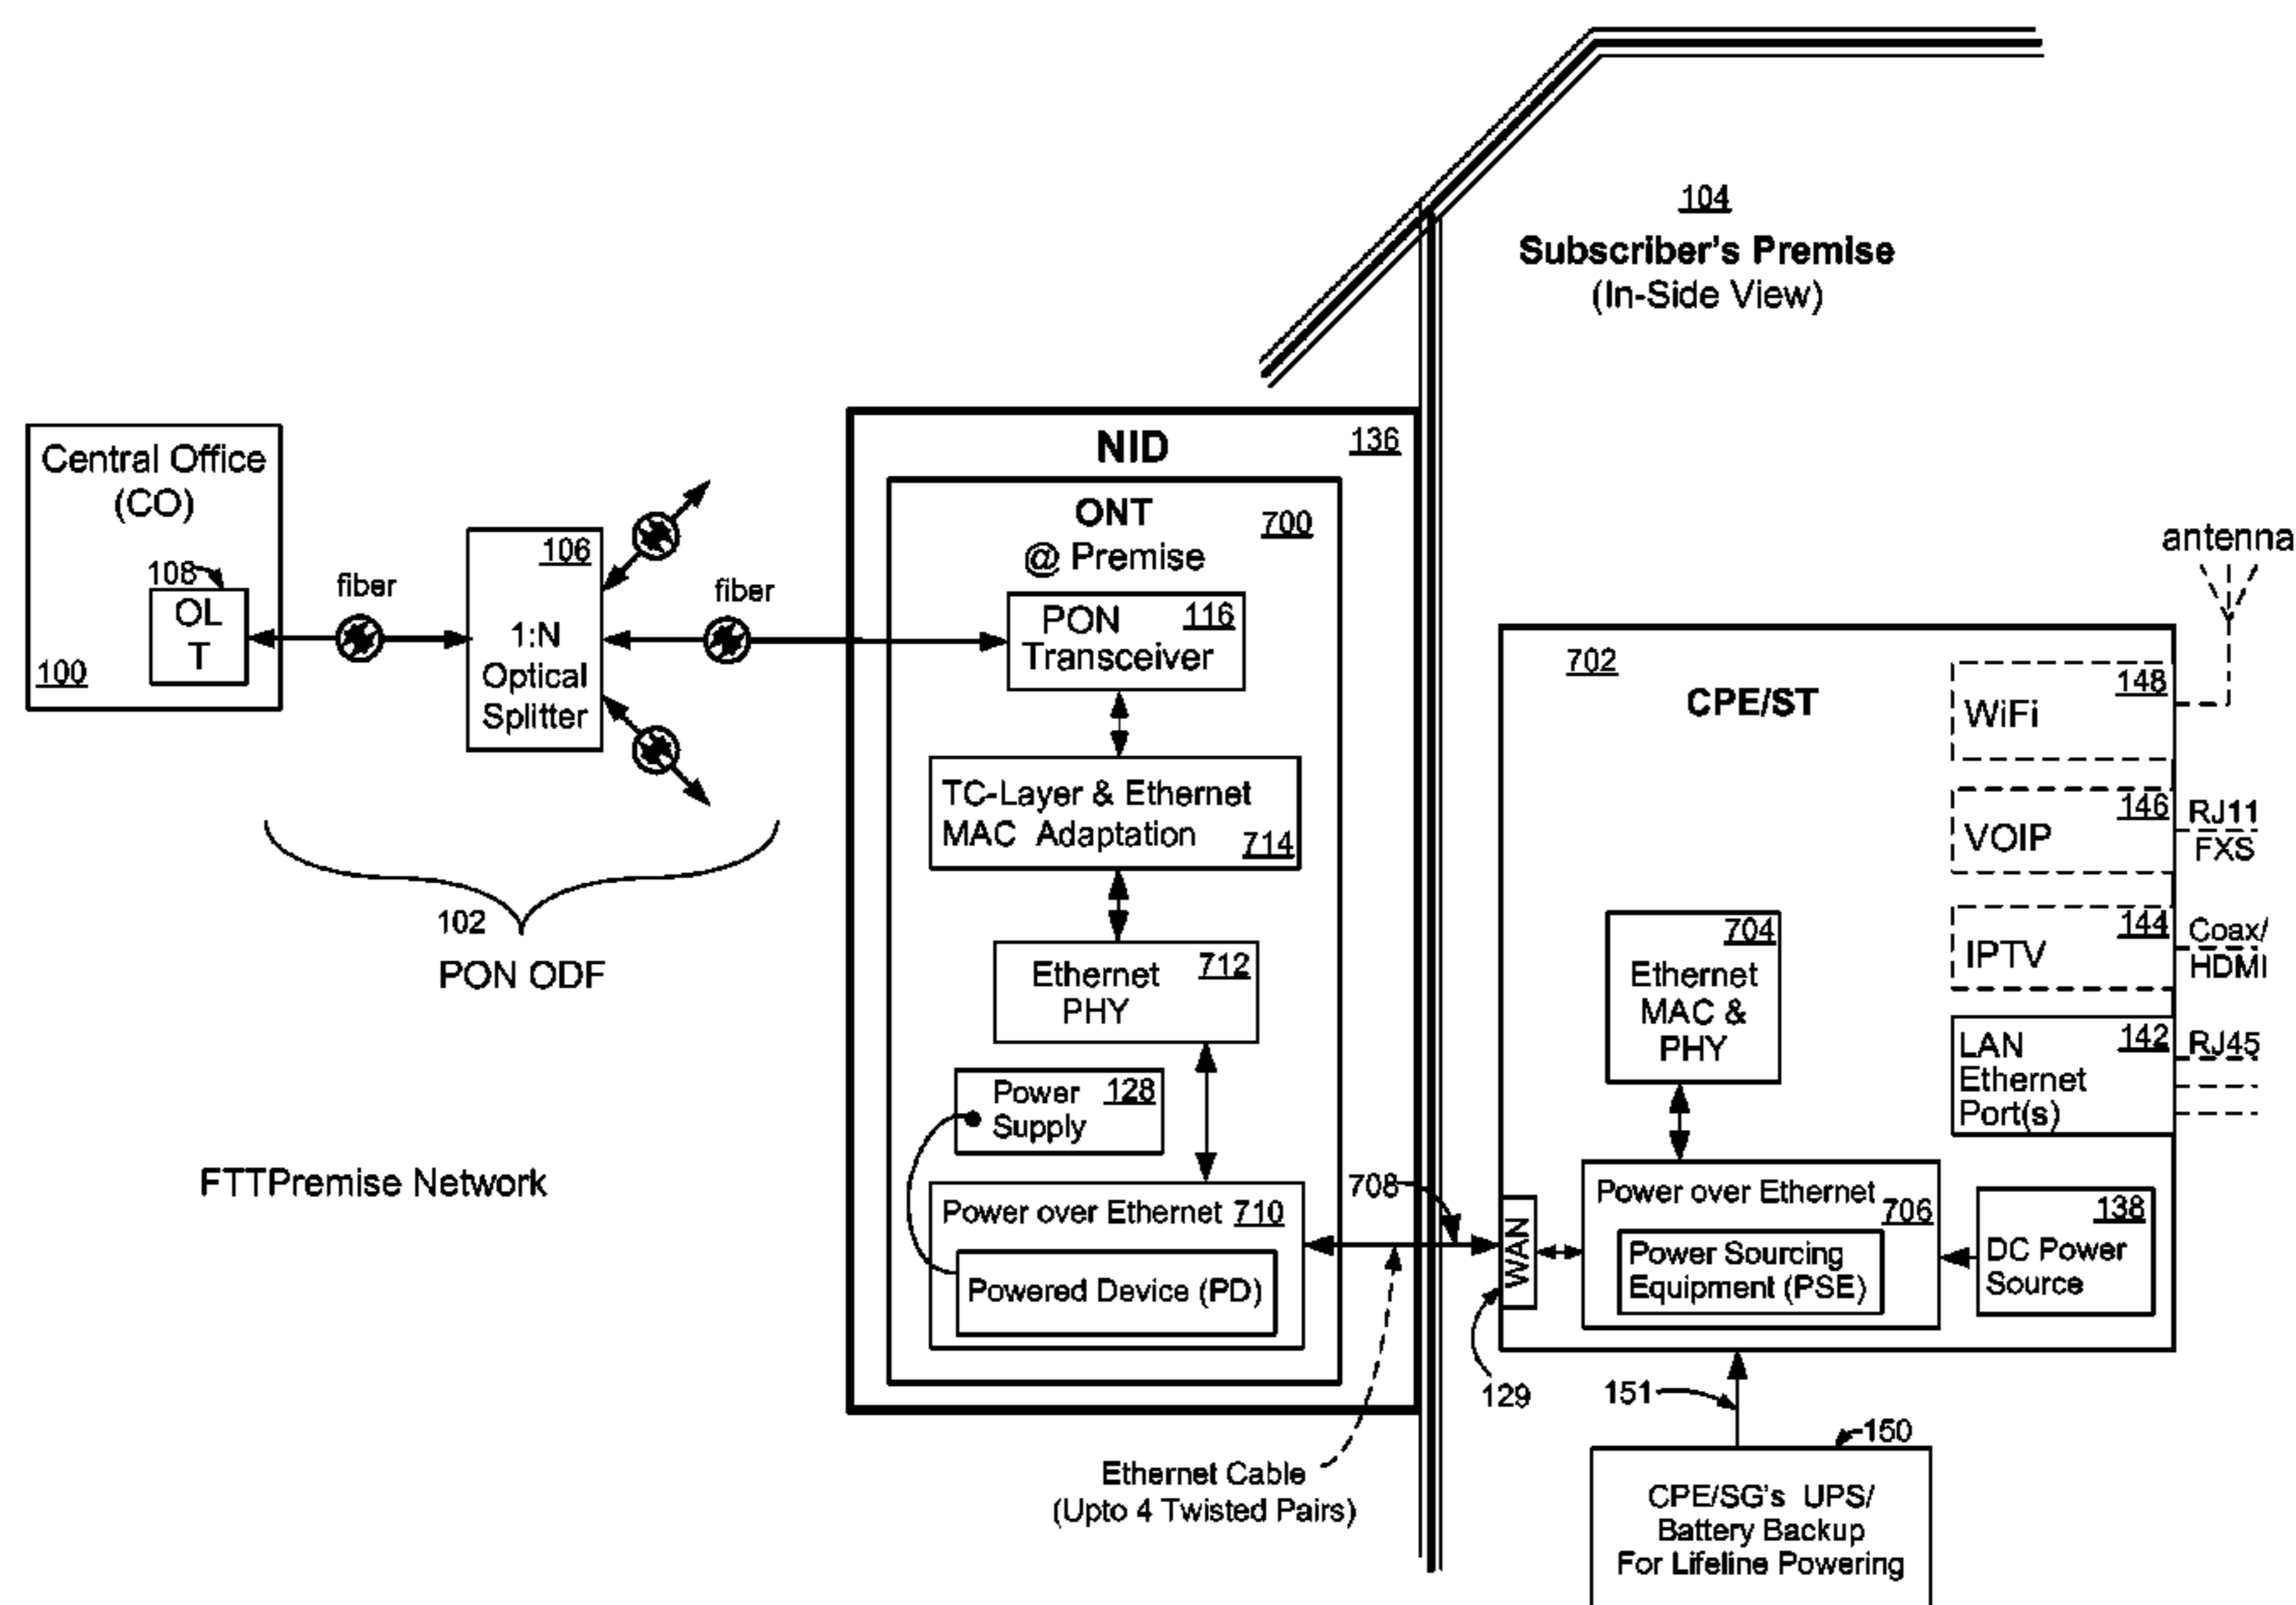 104
Subscriber's Premise
(In-Side View)
Central Office
(CO)
108
OL
T
100
fiber
106
1:N
Optical
Splitter
fiber
102
PON ODF
FTTPremise Network
NID
136
ONT
700
@ Premise
PON
116
Transceiver
TC-Layer & Ethernet
MAC Adaptation
714
Ethernet
712
PHY
Power
128
Supply
Power over Ethernet 710
Powered Device (PD)
708
Ethernet Cable
(Upto 4 Twisted Pairs)
antenna
702
CPE/ST
148
WiFi
146
VOIP
RJ11
FXS
144
IPTV
Coax/
HDMI
142
LAN
Ethernet
Port(s)
RJ45
704
Ethernet
MAC &
PHY
WAN
129
Power over Ethernet
706
Power Sourcing
Equipment (PSE)
138
DC Power
Source
151
150
CPE/SG's UPS/
Battery Backup
For Lifeline Powering